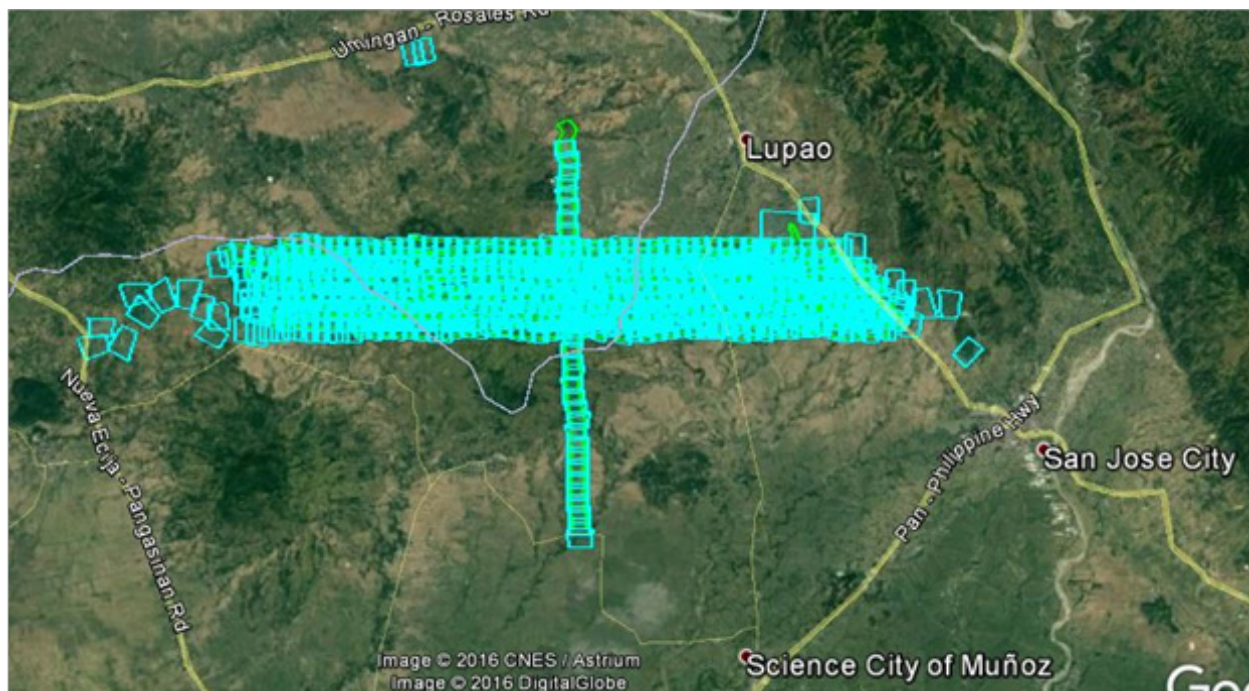 Umingan - Rosales Rd
Lupao
Nueva Ecija - Pangasinan Rd
Pan - Philippine Hwy
San Jose City
Science City of Muñoz
Image © 2016 CNES / Astrium
Image © 2016 DigitalGlobe